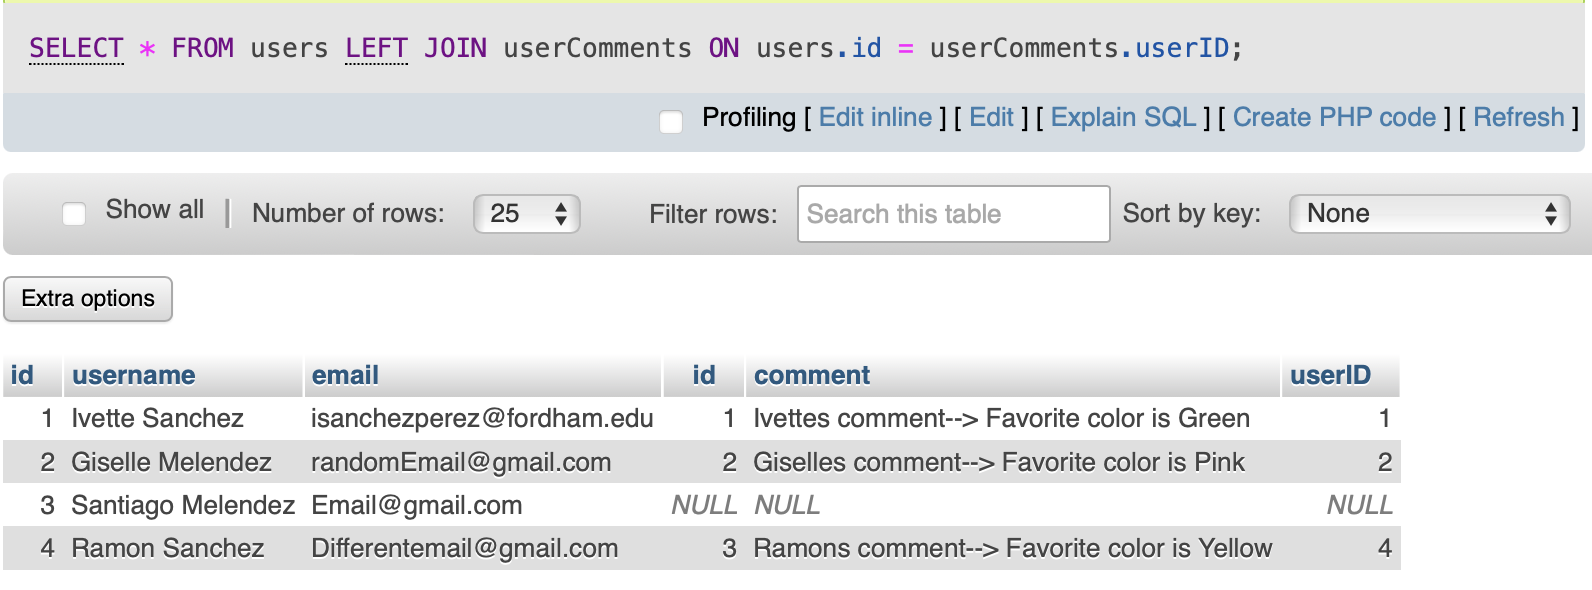 SELECT * FROM users LEFT JOIN userComments ON users.id = userComments.userID;
Profiling [ Edit inline ] [ Edit ] [ Explain SQL ] [ Create PHP code ] [ Refresh ]
Show all | Number of rows: 25 Filter rows: Search this table Sort by key: None
Extra options
id username email id comment userID
1 Ivette Sanchez isanchezperez@fordham.edu 1 Ivettes comment--> Favorite color is Green 1
2 Giselle Melendez randomEmail@gmail.com 2 Giselles comment--> Favorite color is Pink 2
3 Santiago Melendez Email@gmail.com NULL NULL NULL
4 Ramon Sanchez Differentemail@gmail.com 3 Ramons comment--> Favorite color is Yellow 4